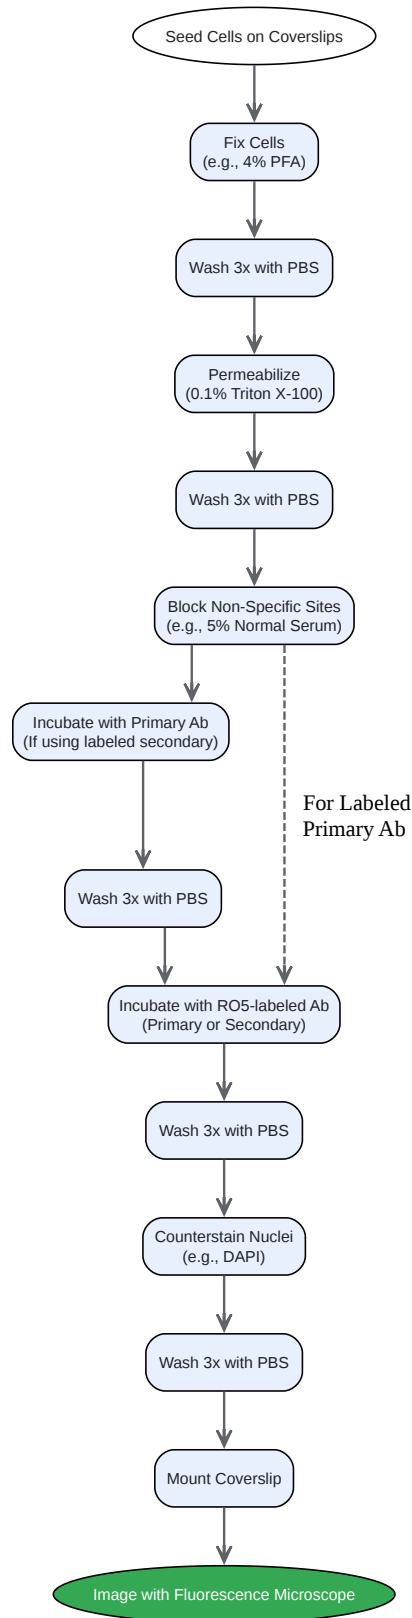 Seed Cells on Coverslips
Fix Cells
(e.g., 4% PFA)
Wash 3x with PBS
Permeabilize
(0.1% Triton X-100)
Wash 3x with PBS
Block Non-Specific Sites
(e.g., 5% Normal Serum)
Incubate with Primary Ab
(If using labeled secondary)
For Labeled
Primary Ab
Wash 3x with PBS
Incubate with RO5-labeled Ab
(Primary or Secondary)
Wash 3x with PBS
Counterstain Nuclei
(e.g., DAPI)
Wash 3x with PBS
Mount Coverslip
Image with Fluorescence Microscope